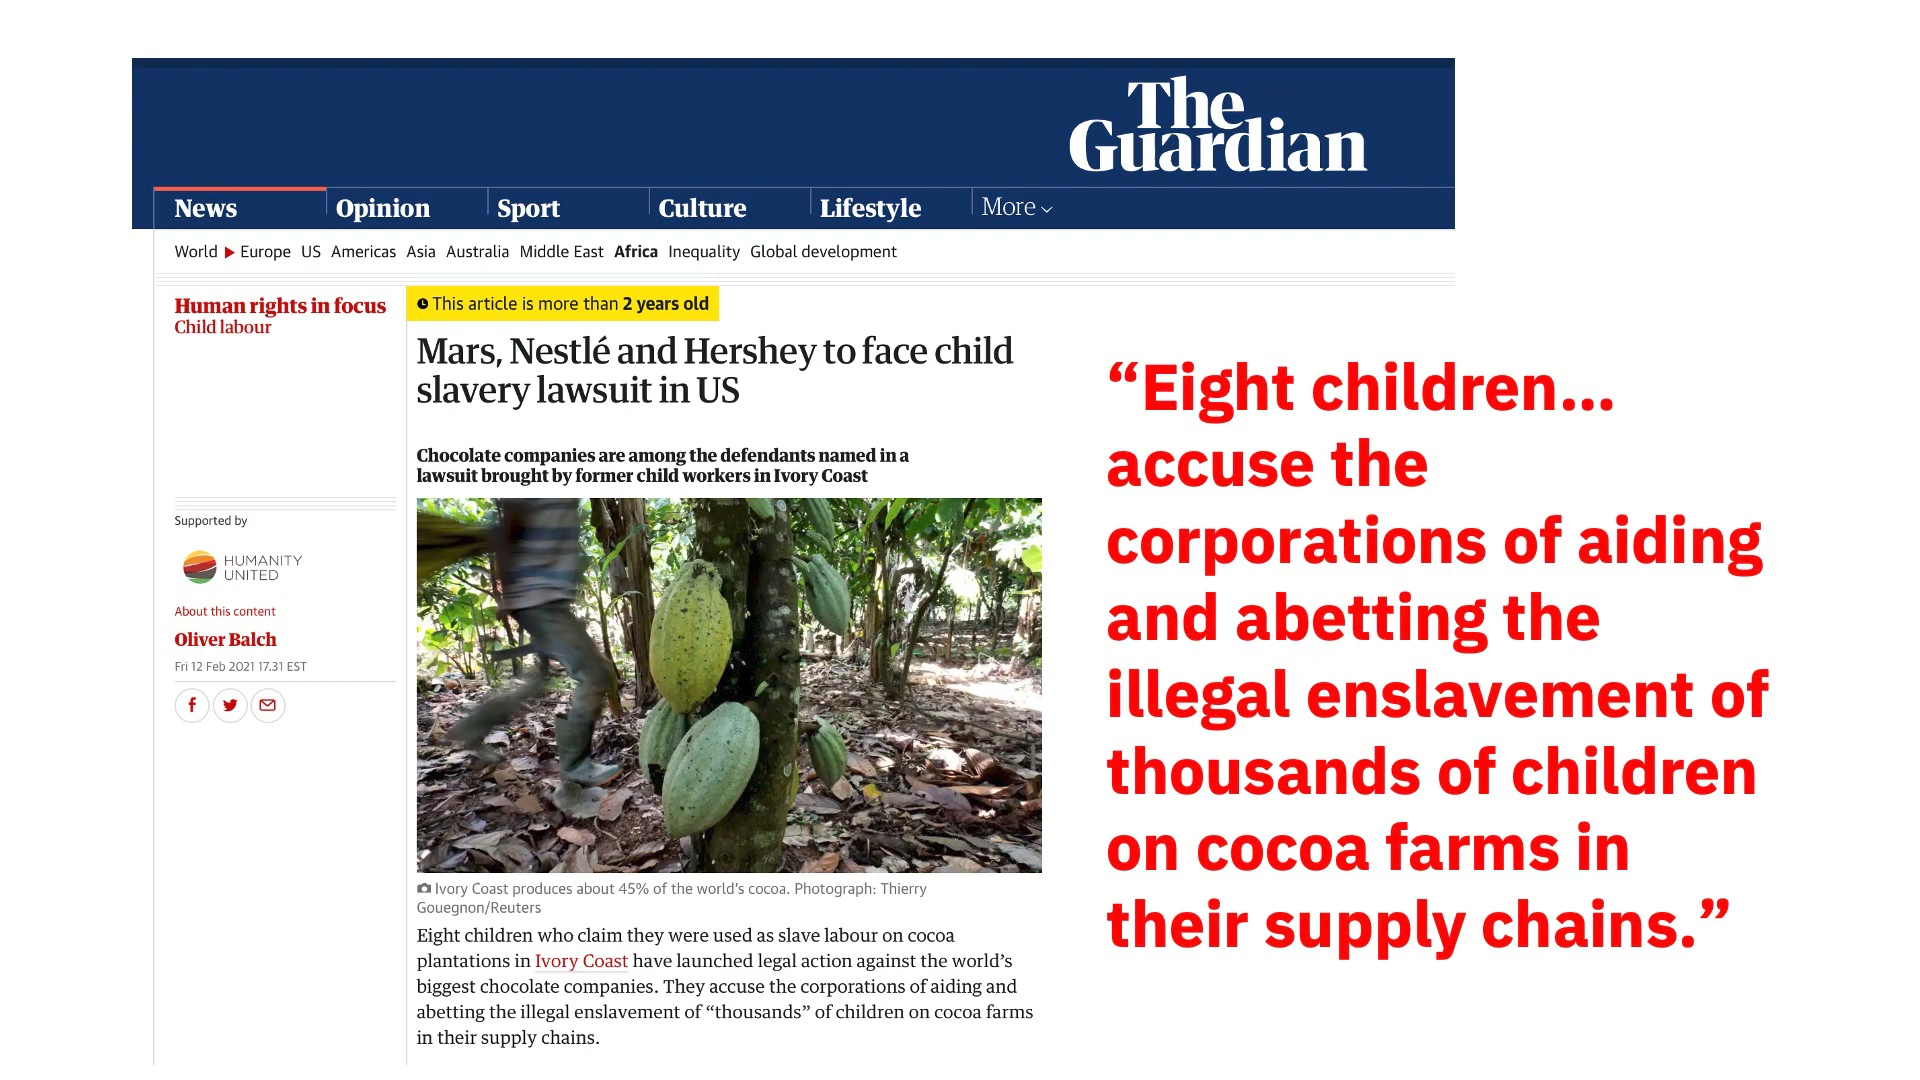 The
Guardian
News
Opinion
Sport
Culture
Lifestyle
More
World Europe US Americas Asia Australia Middle East Africa Inequality Global development
Human rights in focus
Child labour
Supported by
HUMANITY
UNITED
About this content
Oliver Balch
Fri 12 Feb 2021 17.31 EST
This article is more than 2 years old
Mars, Nestlé and Hershey to face child
slavery lawsuit in US
Chocolate companies are among the defendants named in a
lawsuit brought by former child workers in Ivory Coast
Ivory Coast produces about 45% of the world’s cocoa. Photograph: Thierry
Gouegnon/Reuters
Eight children who claim they were used as slave labour on cocoa
plantations in Ivory Coast have launched legal action against the world’s
biggest chocolate companies. They accuse the corporations of aiding and
abetting the illegal enslavement of “thousands” of children on cocoa farms
in their supply chains.
“Eight children...
accuse the
corporations of aiding
and abetting the
illegal enslavement of
thousands of children
on cocoa farms in
their supply chains.”